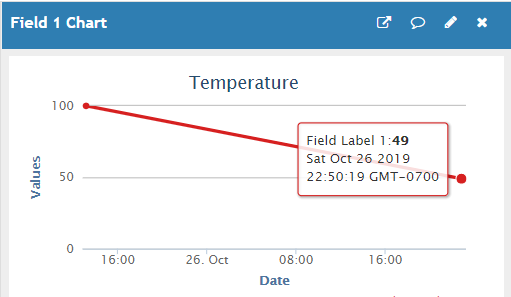 Field 1 Chart
Temperature
100
50
0
Values
Field Label 1:49
Sat Oct 26 2019
22:50:19 GMT-0700
16:00
26. Oct
08:00
16:00
Date